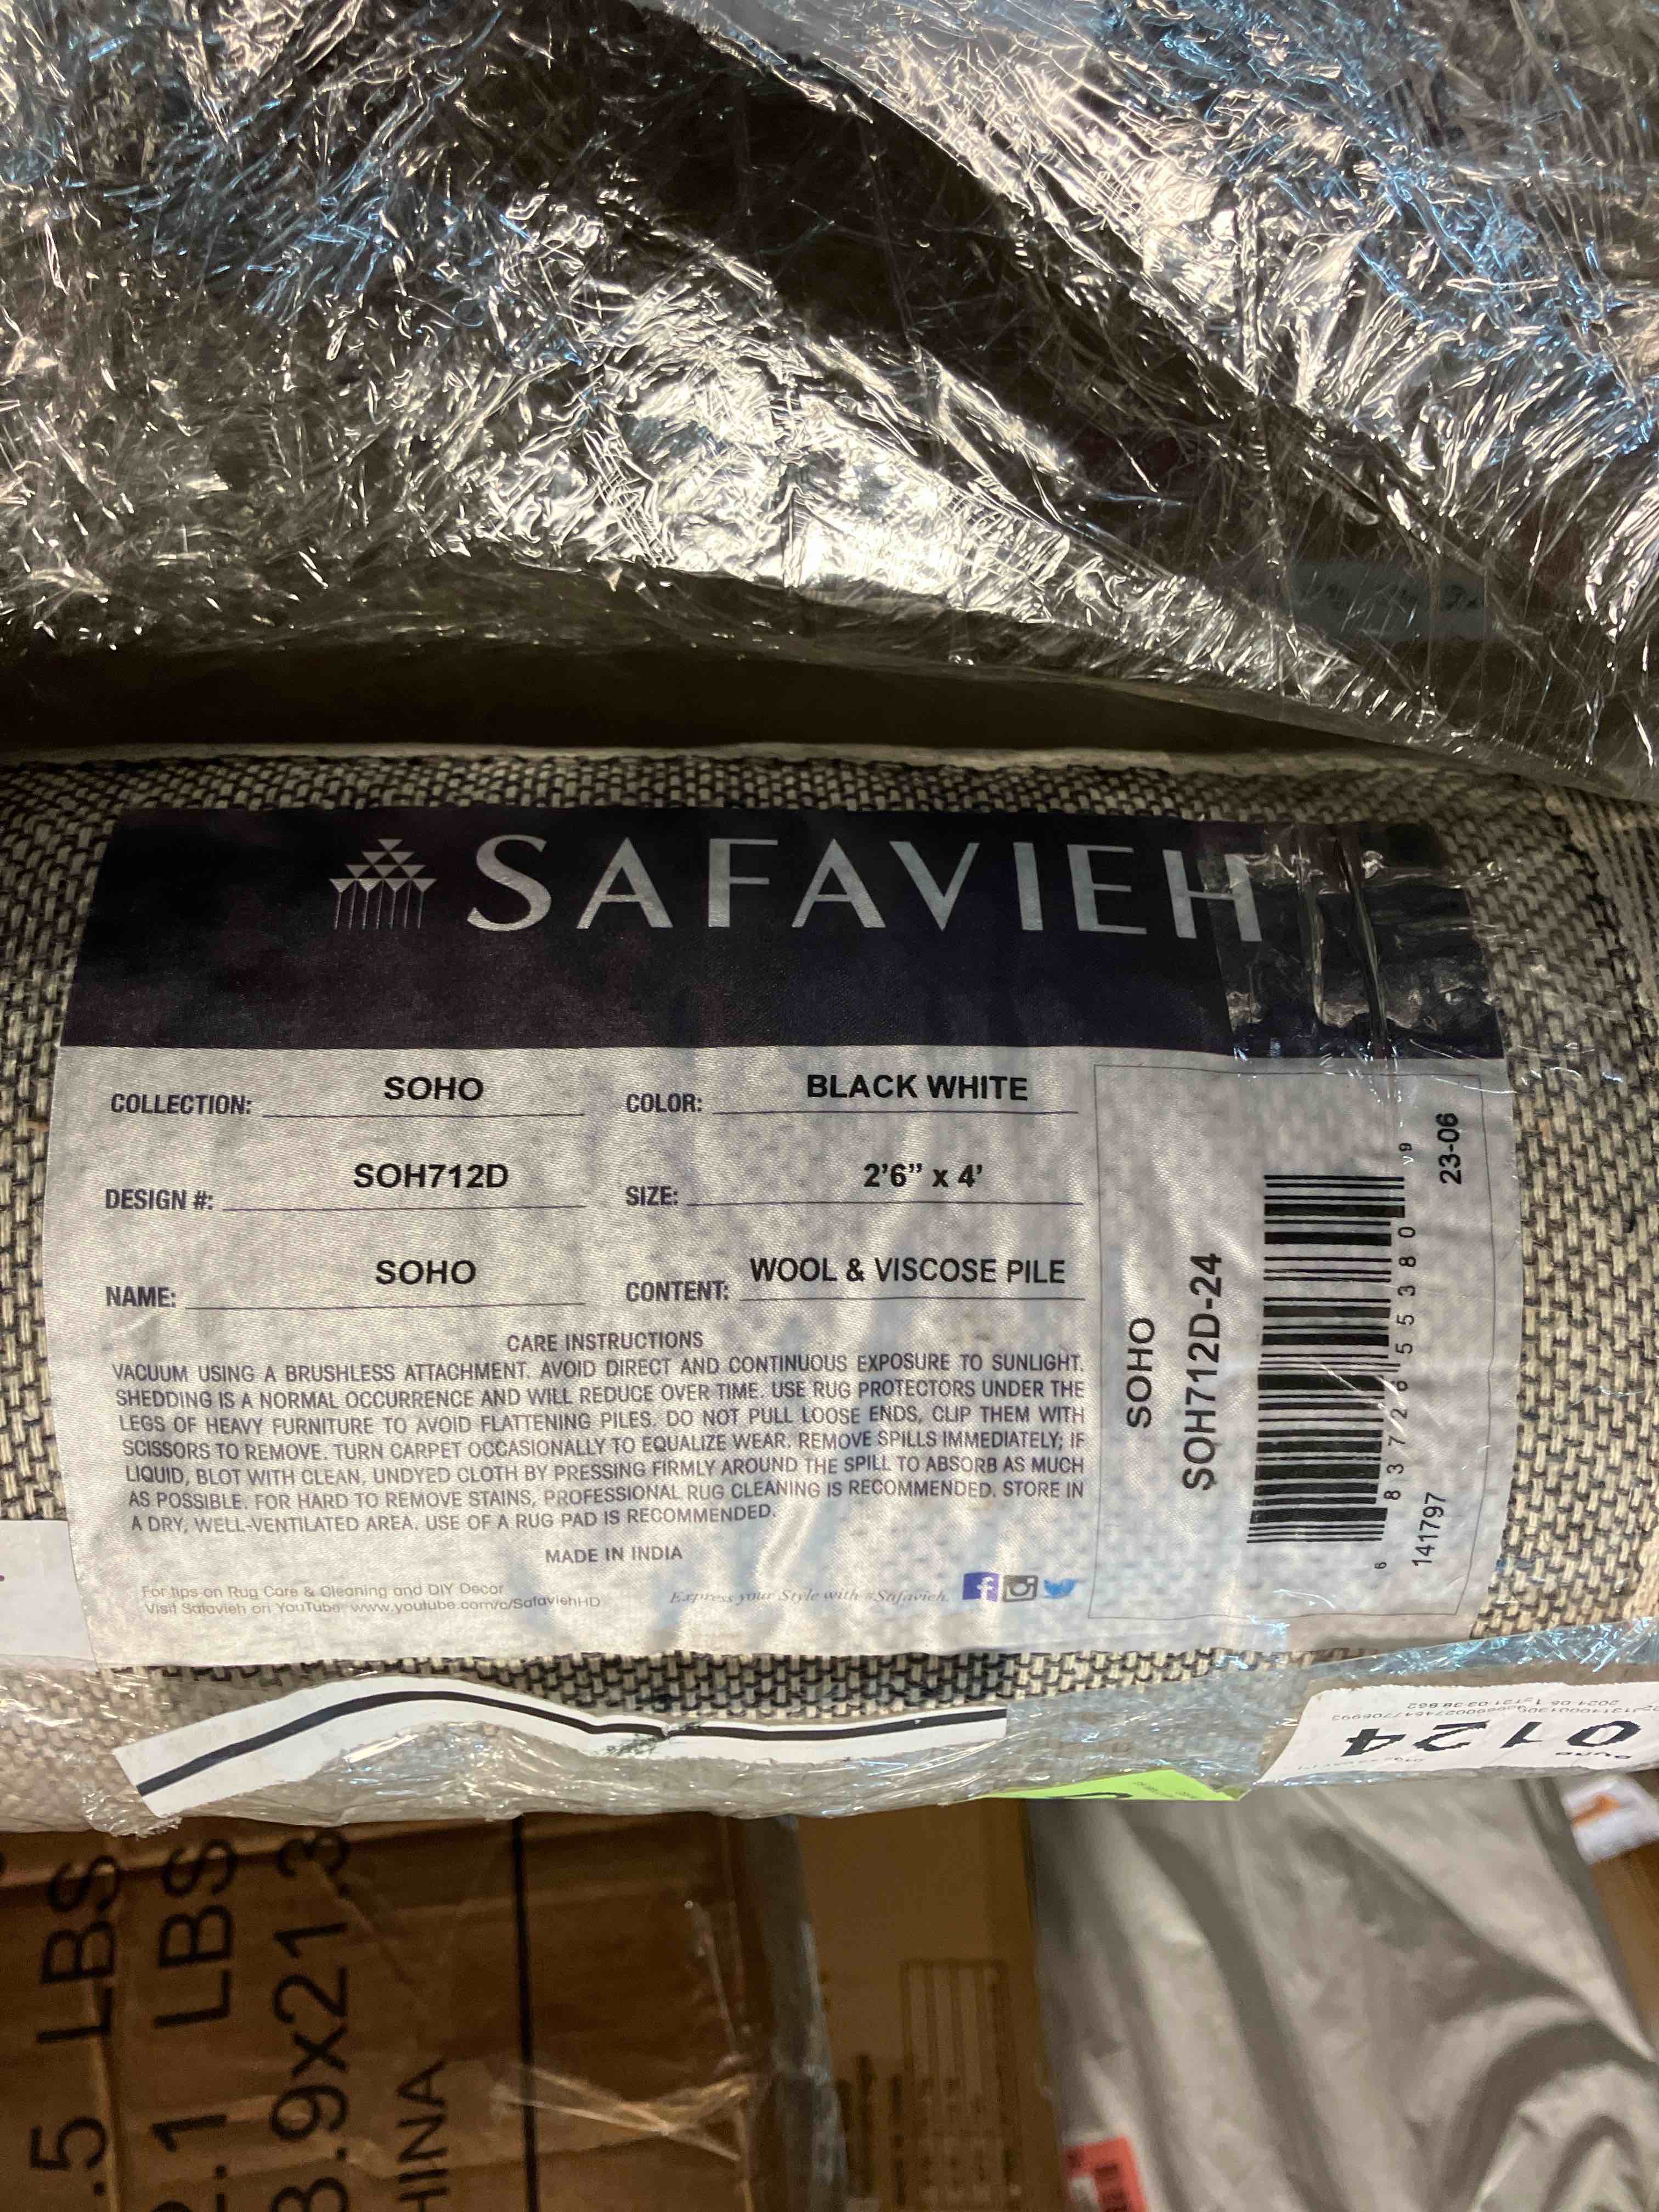 SAFAVIEH
COLLECTION: SOHO
COLOR: BLACK WHITE
DESIGN #: SOH712D
SIZE: 2'6” x 4'
NAME: SOHO
CONTENT: WOOL & VISCOSE PILE
CARE INSTRUCTIONS
VACUUM USING A BRUSHLESS ATTACHMENT. AVOID DIRECT AND CONTINUOUS EXPOSURE TO SUNLIGHT.
SHEDDING IS A NORMAL OCCURRENCE AND WILL REDUCE OVER TIME. USE RUG PROTECTORS UNDER THE
LEGS OF HEAVY FURNITURE TO AVOID FLATTENING PILES. DO NOT PULL LOOSE ENDS, CLIP THEM WITH
SCISSORS TO REMOVE. TURN CARPET OCCASIONALLY TO EQUALIZE WEAR. REMOVE SPILLS IMMEDIATELY; IF
LIQUID, BLOT WITH CLEAN, UNDYED CLOTH BY PRESSING FIRMLY AROUND THE SPILL TO ABSORB AS MUCH
AS POSSIBLE. FOR HARD TO REMOVE STAINS, PROFESSIONAL RUG CLEANING IS RECOMMENDED. STORE IN
A DRY, WELL-VENTILATED AREA. USE OF A RUG PAD IS RECOMMENDED.
MADE IN INDIA
For tips on Rug Care & Cleaning and DIY Decor
Visit Safavieh on YouTube: www.youtube.com/c/SafaviehHD
Express your Style with #Safavieh.
SOHO
SOH712D-24
6 83726 55380 9
141797 23-06
0124
.5 LBS
.1 LBS
3.9x21.3
HINA